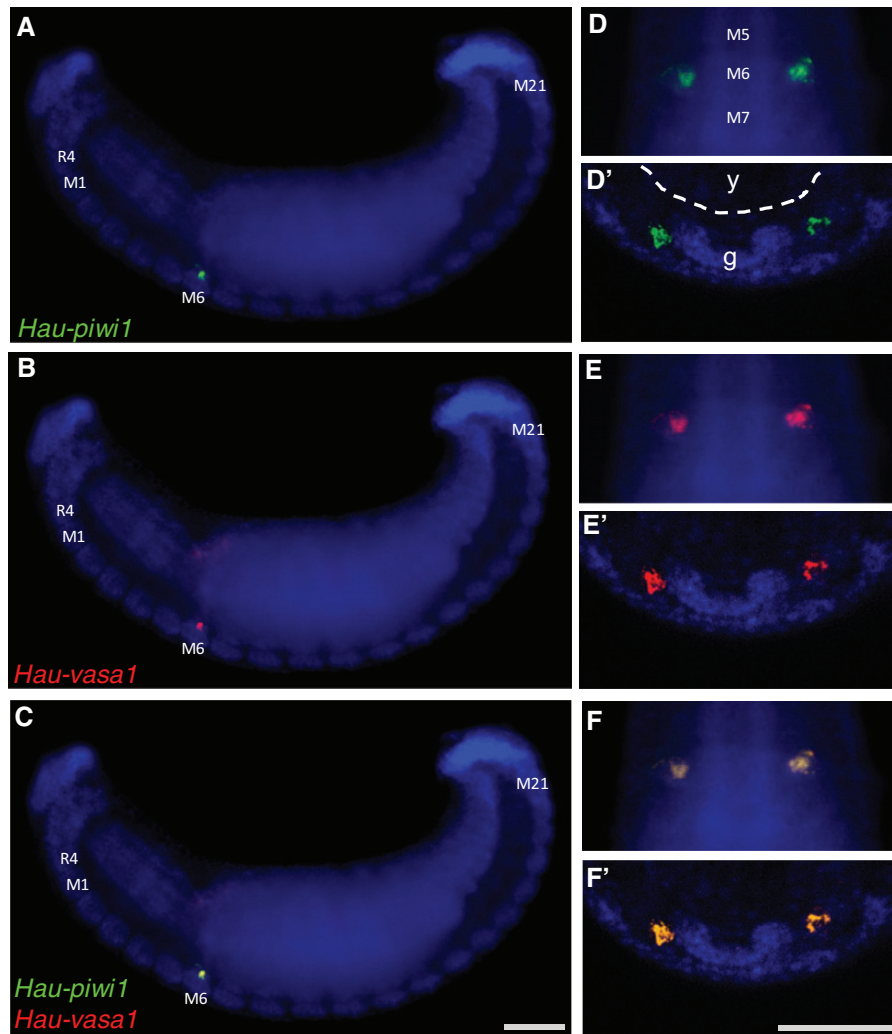 A
M21
R4
M1
M6
Hau-piwi1
D
M5
M6
M7
D'
y
g
B
M21
R4
M1
M6
Hau-vasa1
E
E'
C
M21
R4
M1
M6
Hau-piwi1
Hau-vasa1
F
F'